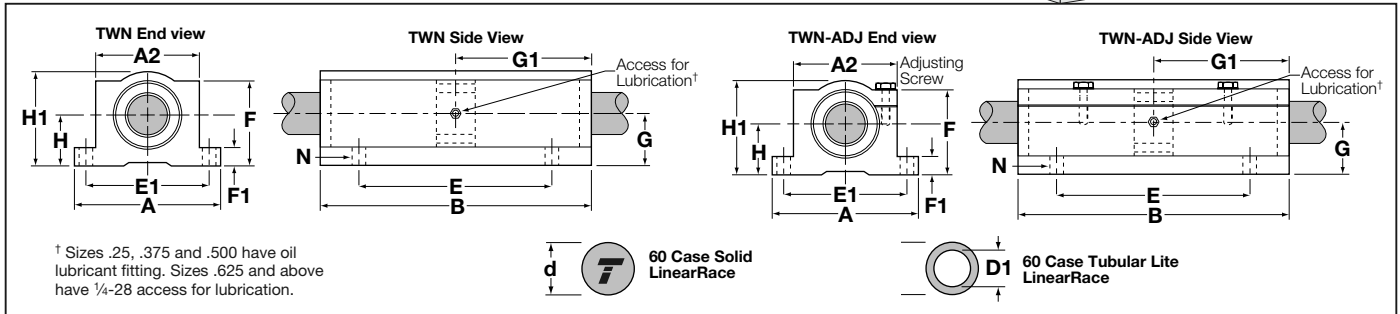 TWN End view
A2
H1
H
F
E1
A
F1
TWN Side View
G1
Access for
Lubrication†
N
G
E
B
TWN-ADJ End view
A2
Adjusting
Screw
H1
H
F
E1
A
F1
TWN-ADJ Side View
G1
Access for
Lubrication†
N
G
E
B
† Sizes .25, .375 and .500 have oil
lubricant fitting. Sizes .625 and above
have ¼-28 access for lubrication.
d
T
60 Case Solid
LinearRace
D1
60 Case Tubular Lite
LinearRace